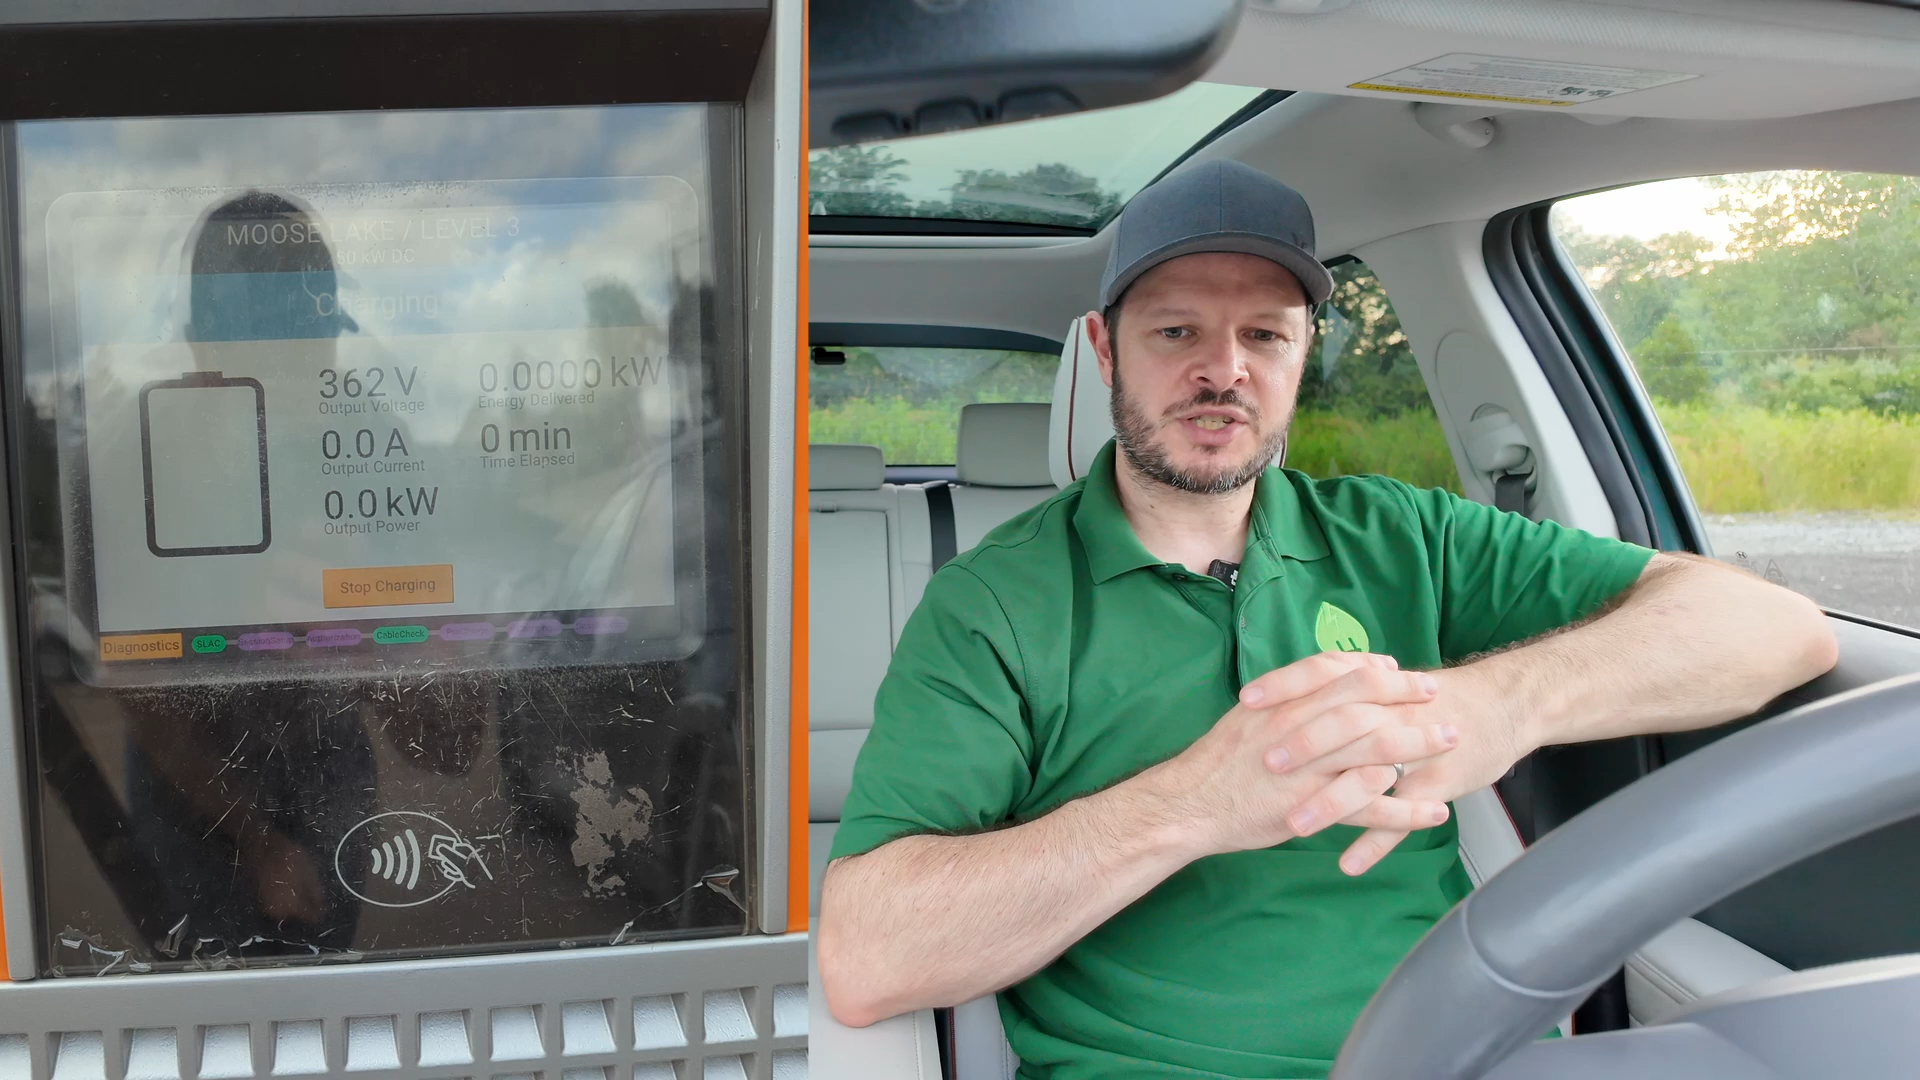 MOOSE LAKE / LEVEL 3
50 kW DC
Charging
362 V
Output Voltage
0.0000 kW
Energy Delivered
0.0 A
Output Current
0 min
Time Elapsed
0.0 kW
Output Power
Stop Charging
Diagnostics
SLAC
Authorization
CableCheck